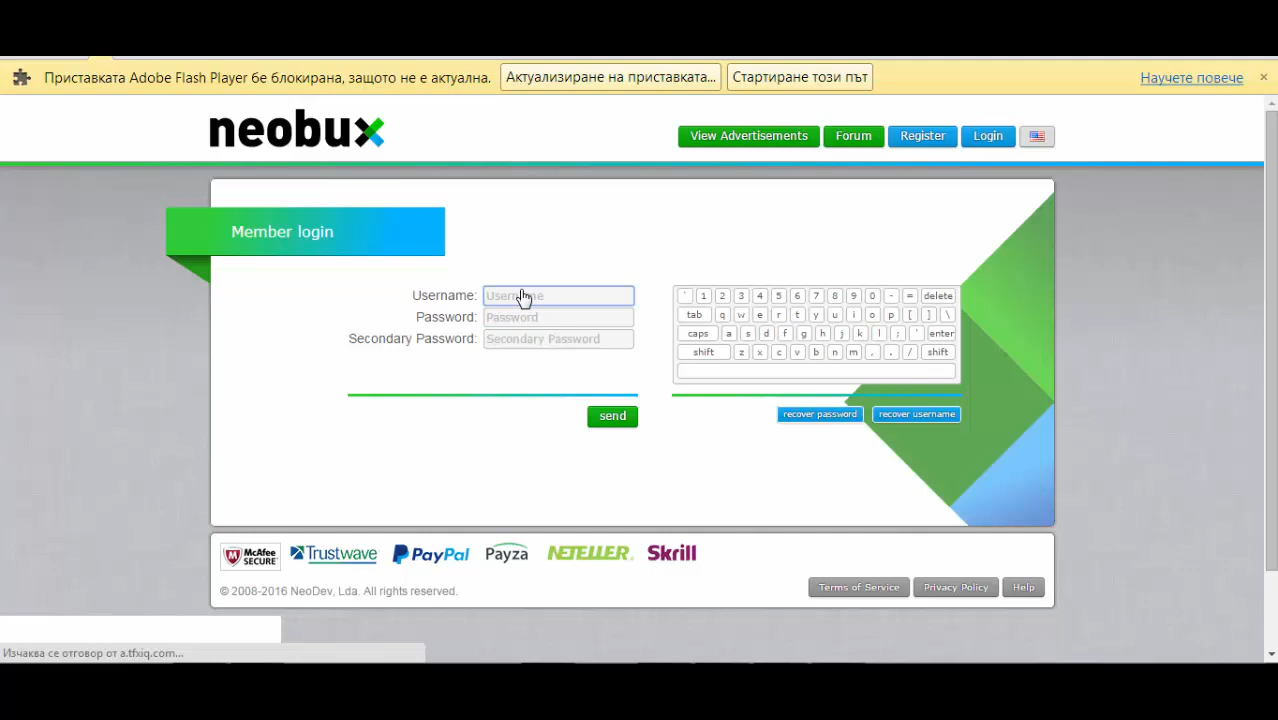 Приставката Adobe Flash Player бе блокирана, защото не е актуална. Актуализиране на приставката... Стартиране този път Научете повече ×
neobux View Advertisements Forum Register Login
Member login
Username: Username
Password: Password
Secondary Password: Secondary Password
` 1 2 3 4 5 6 7 8 9 0 - = delete
tab q w e r t y u i o p [ ] \
caps a s d f g h j k l ; ' enter
shift z x c v b n m , . / shift
send recover password recover username
McAfee SECURE Trustwave PayPal Payza NETELLER Skrill
© 2008-2016 NeoDev, Lda. All rights reserved. Terms of Service Privacy Policy Help
Изчаква се отговор от a.tfxiq.com...